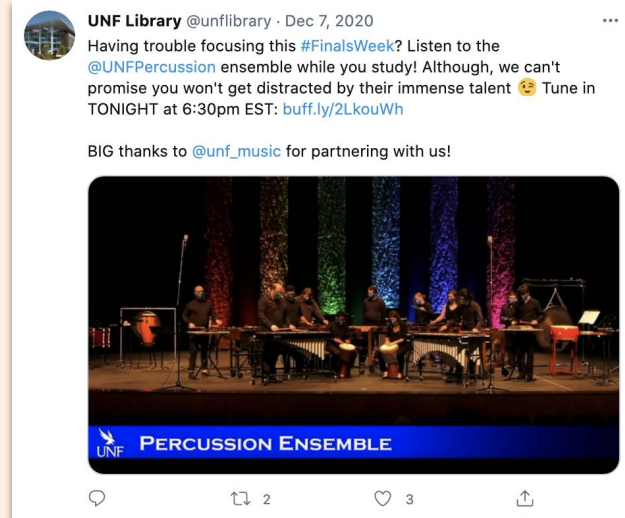 UNF Library @unflibrary · Dec 7, 2020
Having trouble focusing this #FinalsWeek? Listen to the
@UNFPercussion ensemble while you study! Although, we can't
promise you won't get distracted by their immense talent 😉 Tune in
TONIGHT at 6:30pm EST: buff.ly/2LkouWh
BIG thanks to @unf_music for partnering with us!
UNF PERCUSSION ENSEMBLE
2 3